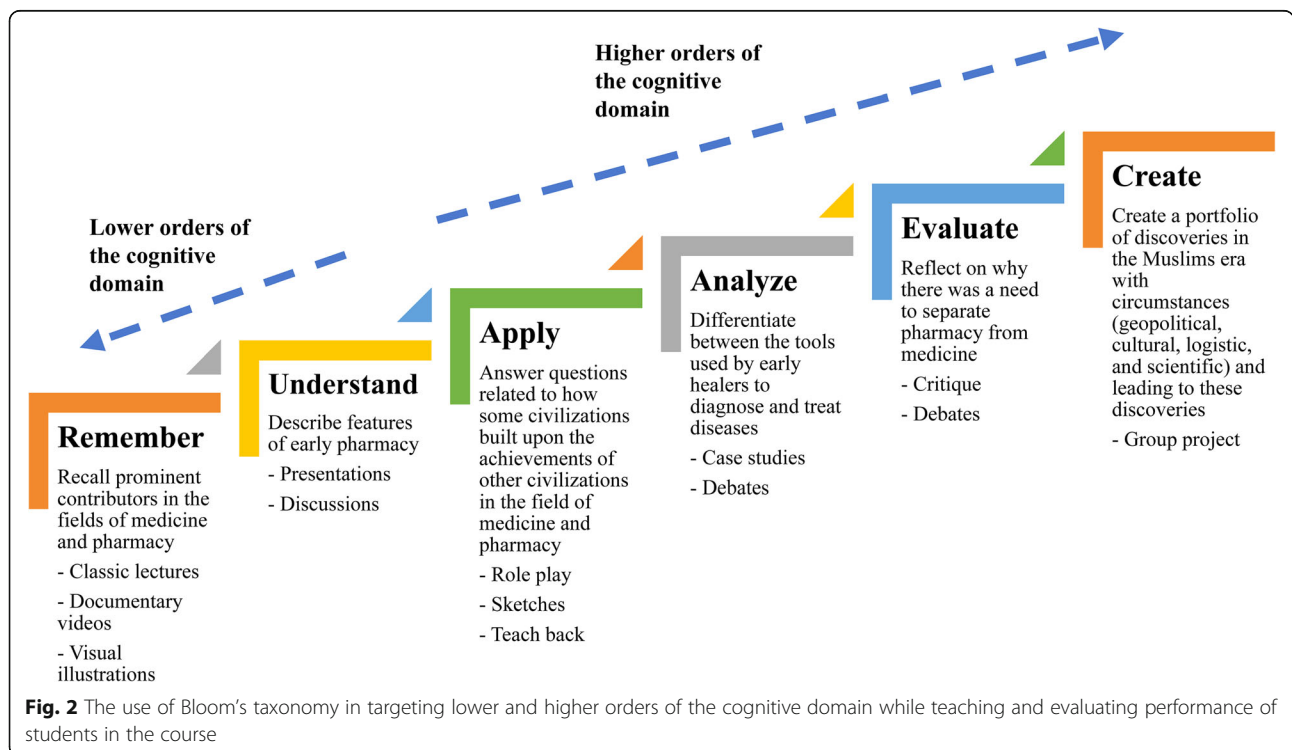 Higher orders of
the cognitive
domain
Lower orders of
the cognitive
domain
Remember
Recall prominent
contributors in the
fields of medicine
and pharmacy
- Classic lectures
- Documentary
videos
- Visual
illustrations
Understand
Describe features
of early pharmacy
- Presentations
- Discussions
Apply
Answer questions
related to how
some civilizations
built upon the
achievements of
other civilizations
in the field of
medicine and
pharmacy
- Role play
- Sketches
- Teach back
Analyze
Differentiate
between the tools
used by early
healers to
diagnose and treat
diseases
- Case studies
- Debates
Evaluate
Reflect on why
there was a need
to separate
pharmacy from
medicine
- Critique
- Debates
Create
Create a portfolio
of discoveries in
the Muslims era
with
circumstances
(geopolitical,
cultural, logistic,
and scientific) and
leading to these
discoveries
- Group project
Fig. 2 The use of Bloom's taxonomy in targeting lower and higher orders of the cognitive domain while teaching and evaluating performance of
students in the course